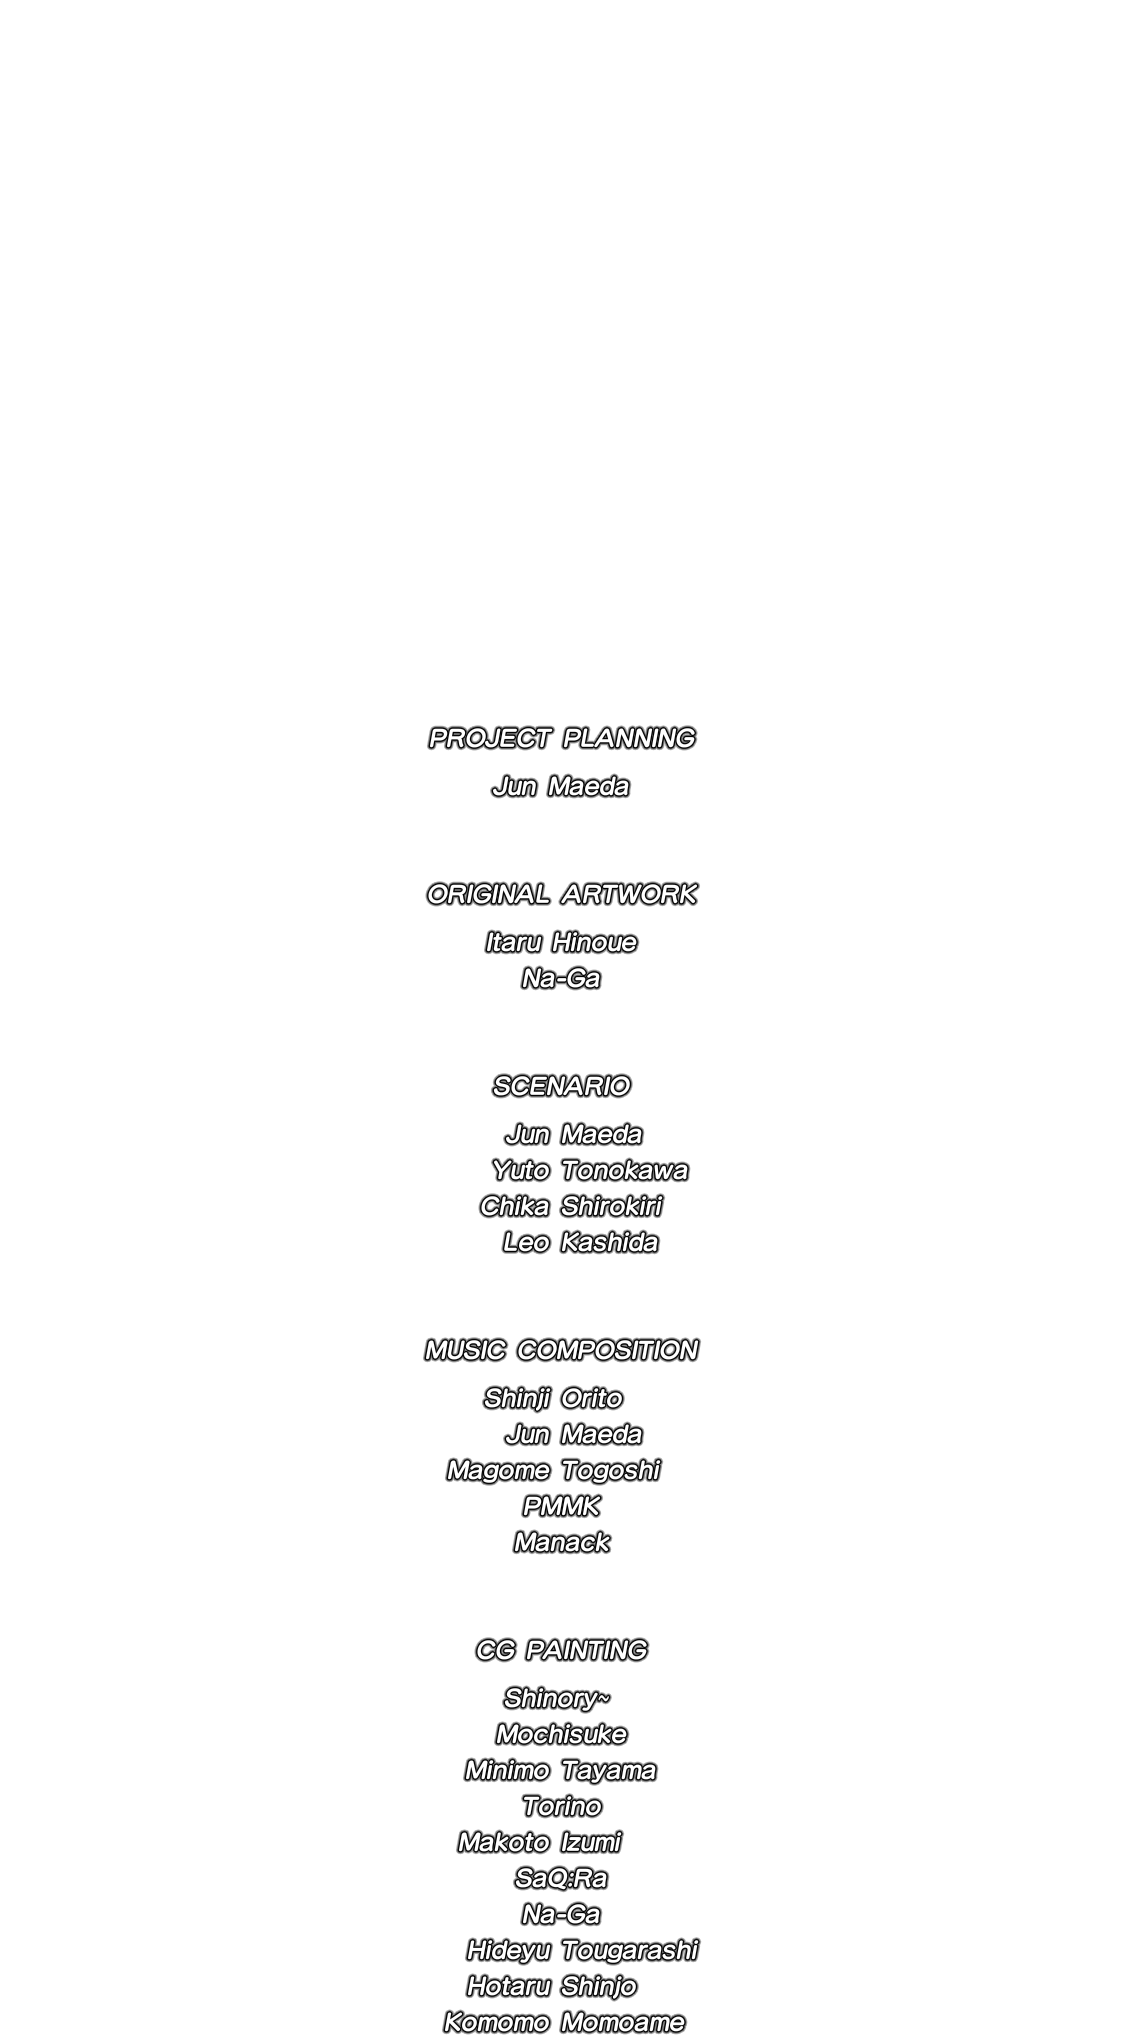 PROJECT PLANNING
Jun Maeda
ORIGINAL ARTWORK
Itaru Hinoue
Na-Ga
SCENARIO
Jun Maeda
Yuto Tonokawa
Chika Shirokiri
Leo Kashida
MUSIC COMPOSITION
Shinji Orito
Jun Maeda
Magome Togoshi
PMMK
Manack
CG PAINTING
Shinory~
Mochisuke
Minimo Tayama
Torino
Makoto Izumi
SaQ:Ra
Na-Ga
Hideyu Tougarashi
Hotaru Shinjo
Komomo Momoame